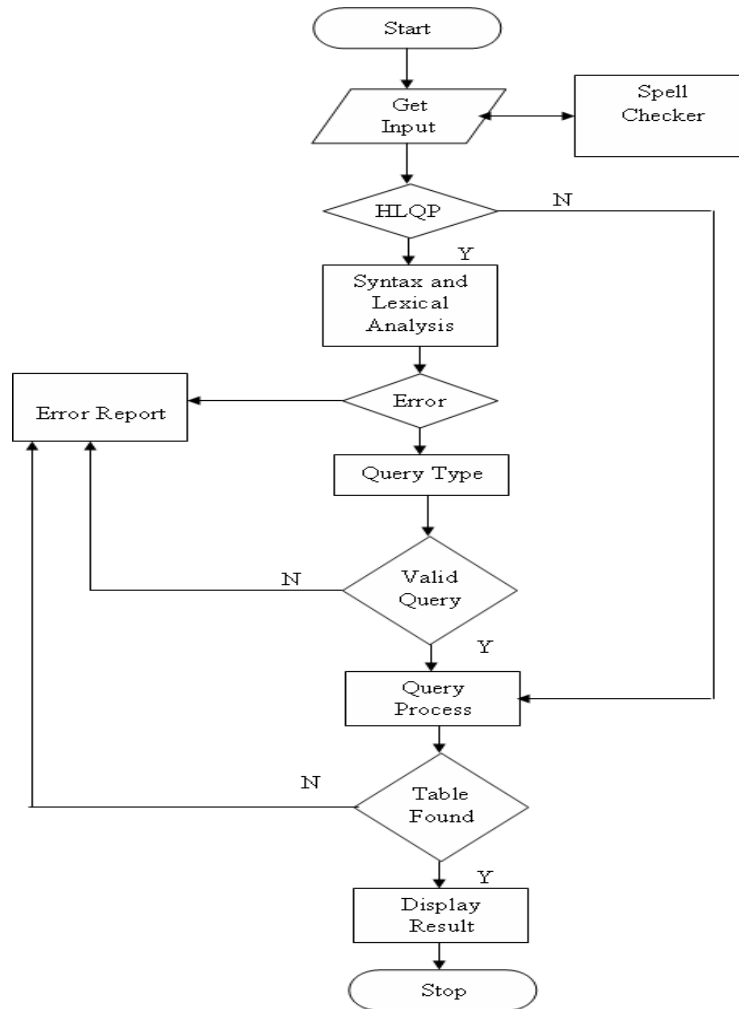 Start
Get
Input
Spell
Checker
HLQP
N
Y
Syntax and
Lexical
Analysis
Error Report
Error
Query Type
N
Valid
Query
Y
Query
Process
N
Table
Found
Y
Display
Result
Stop